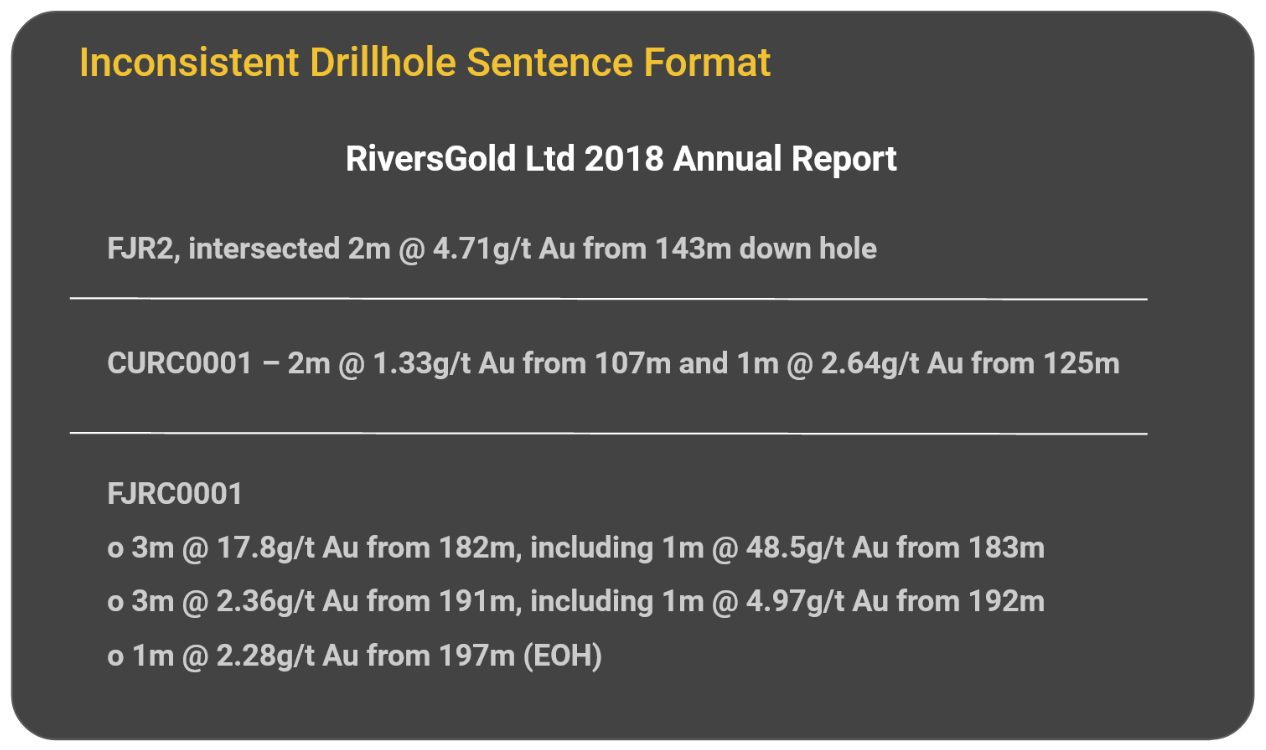 Inconsistent Drillhole Sentence Format
RiversGold Ltd 2018 Annual Report
FJR2, intersected 2m @ 4.71g/t Au from 143m down hole
CURC0001 – 2m @ 1.33g/t Au from 107m and 1m @ 2.64g/t Au from 125m
FJRC0001
o 3m @ 17.8g/t Au from 182m, including 1m @ 48.5g/t Au from 183m
o 3m @ 2.36g/t Au from 191m, including 1m @ 4.97g/t Au from 192m
o 1m @ 2.28g/t Au from 197m (EOH)